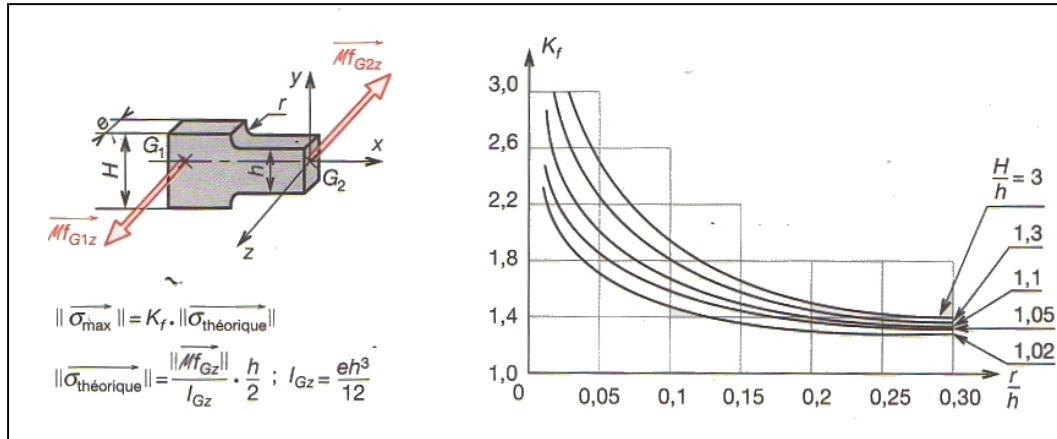 Mf_G2z
y
r
e
G₁
H
h
G₂
x
z
Mf_G1z
|| σ_max || = K_f . || σ_théorique ||
|| σ_théorique || = || Mf_Gz || / I_Gz . h / 2 ; I_Gz = eh³ / 12
K_f
3,0
2,6
2,2
1,8
1,4
1,0
0
0,05
0,1
0,15
0,2
0,25
0,30
r / h
H / h = 3
1,3
1,1
1,05
1,02